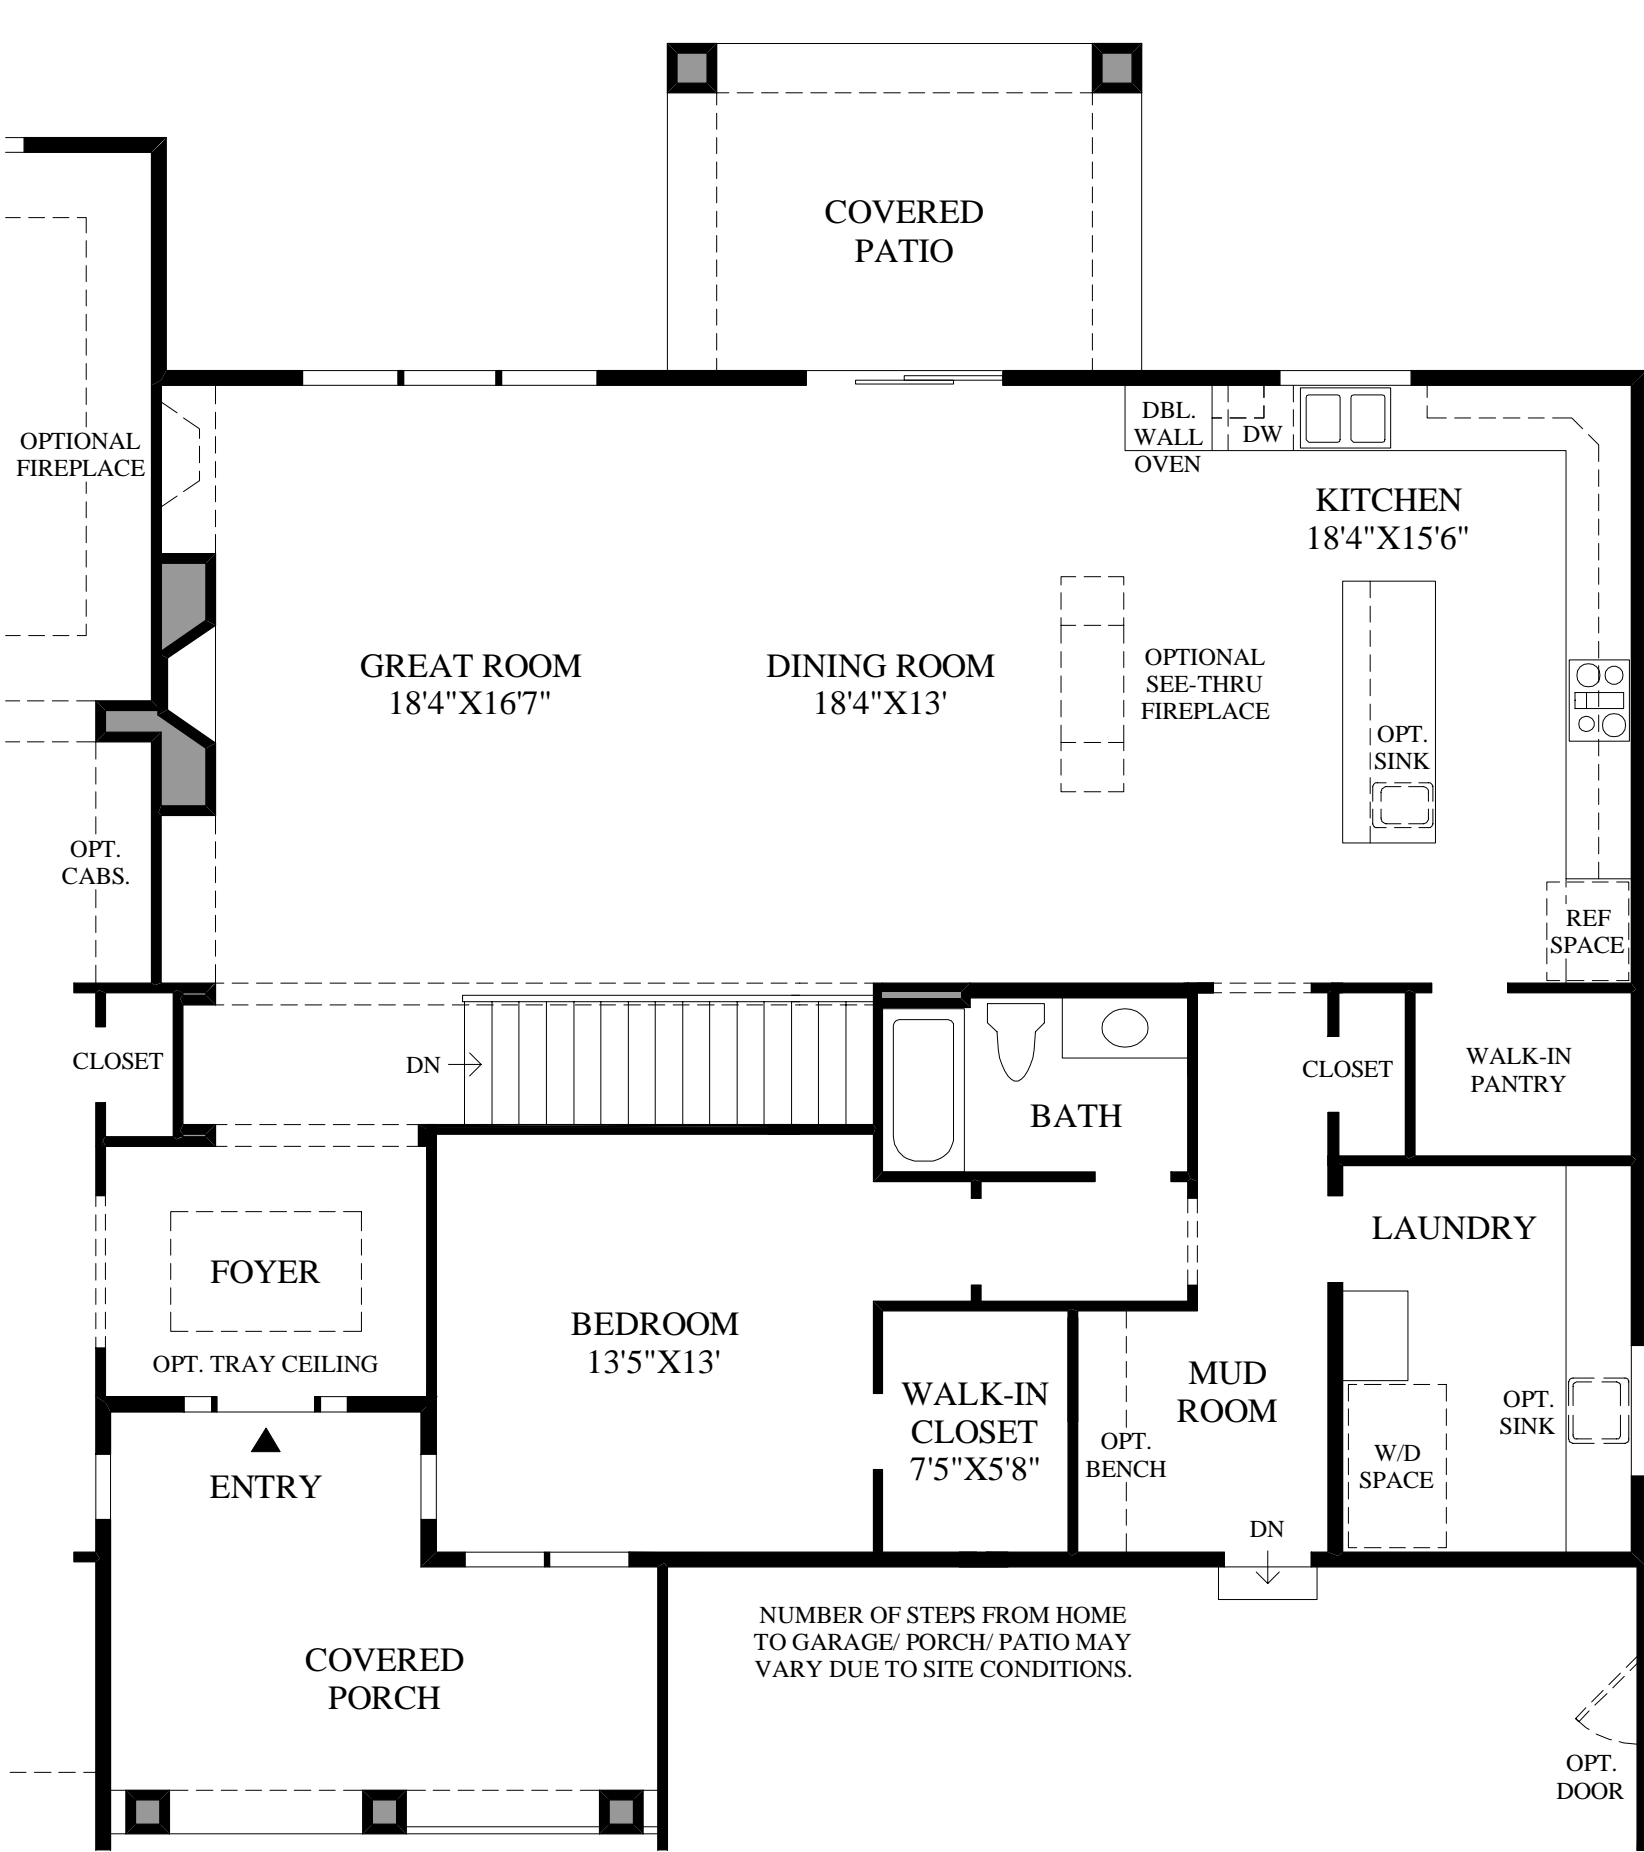 COVERED
PATIO
OPTIONAL
FIREPLACE
DBL.
WALL
OVEN
DW
KITCHEN
18'4"X15'6"
GREAT ROOM
18'4"X16'7"
DINING ROOM
18'4"X13'
OPTIONAL
SEE-THRU
FIREPLACE
OPT.
SINK
OPT.
CABS.
REF
SPACE
CLOSET
DN
BATH
CLOSET
WALK-IN
PANTRY
FOYER
OPT. TRAY CEILING
LAUNDRY
BEDROOM
13'5"X13'
WALK-IN
CLOSET
7'5"X5'8"
MUD
ROOM
OPT.
BENCH
OPT.
SINK
W/D
SPACE
ENTRY
DN
NUMBER OF STEPS FROM HOME
TO GARAGE/ PORCH/ PATIO MAY
VARY DUE TO SITE CONDITIONS.
COVERED
PORCH
OPT.
DOOR